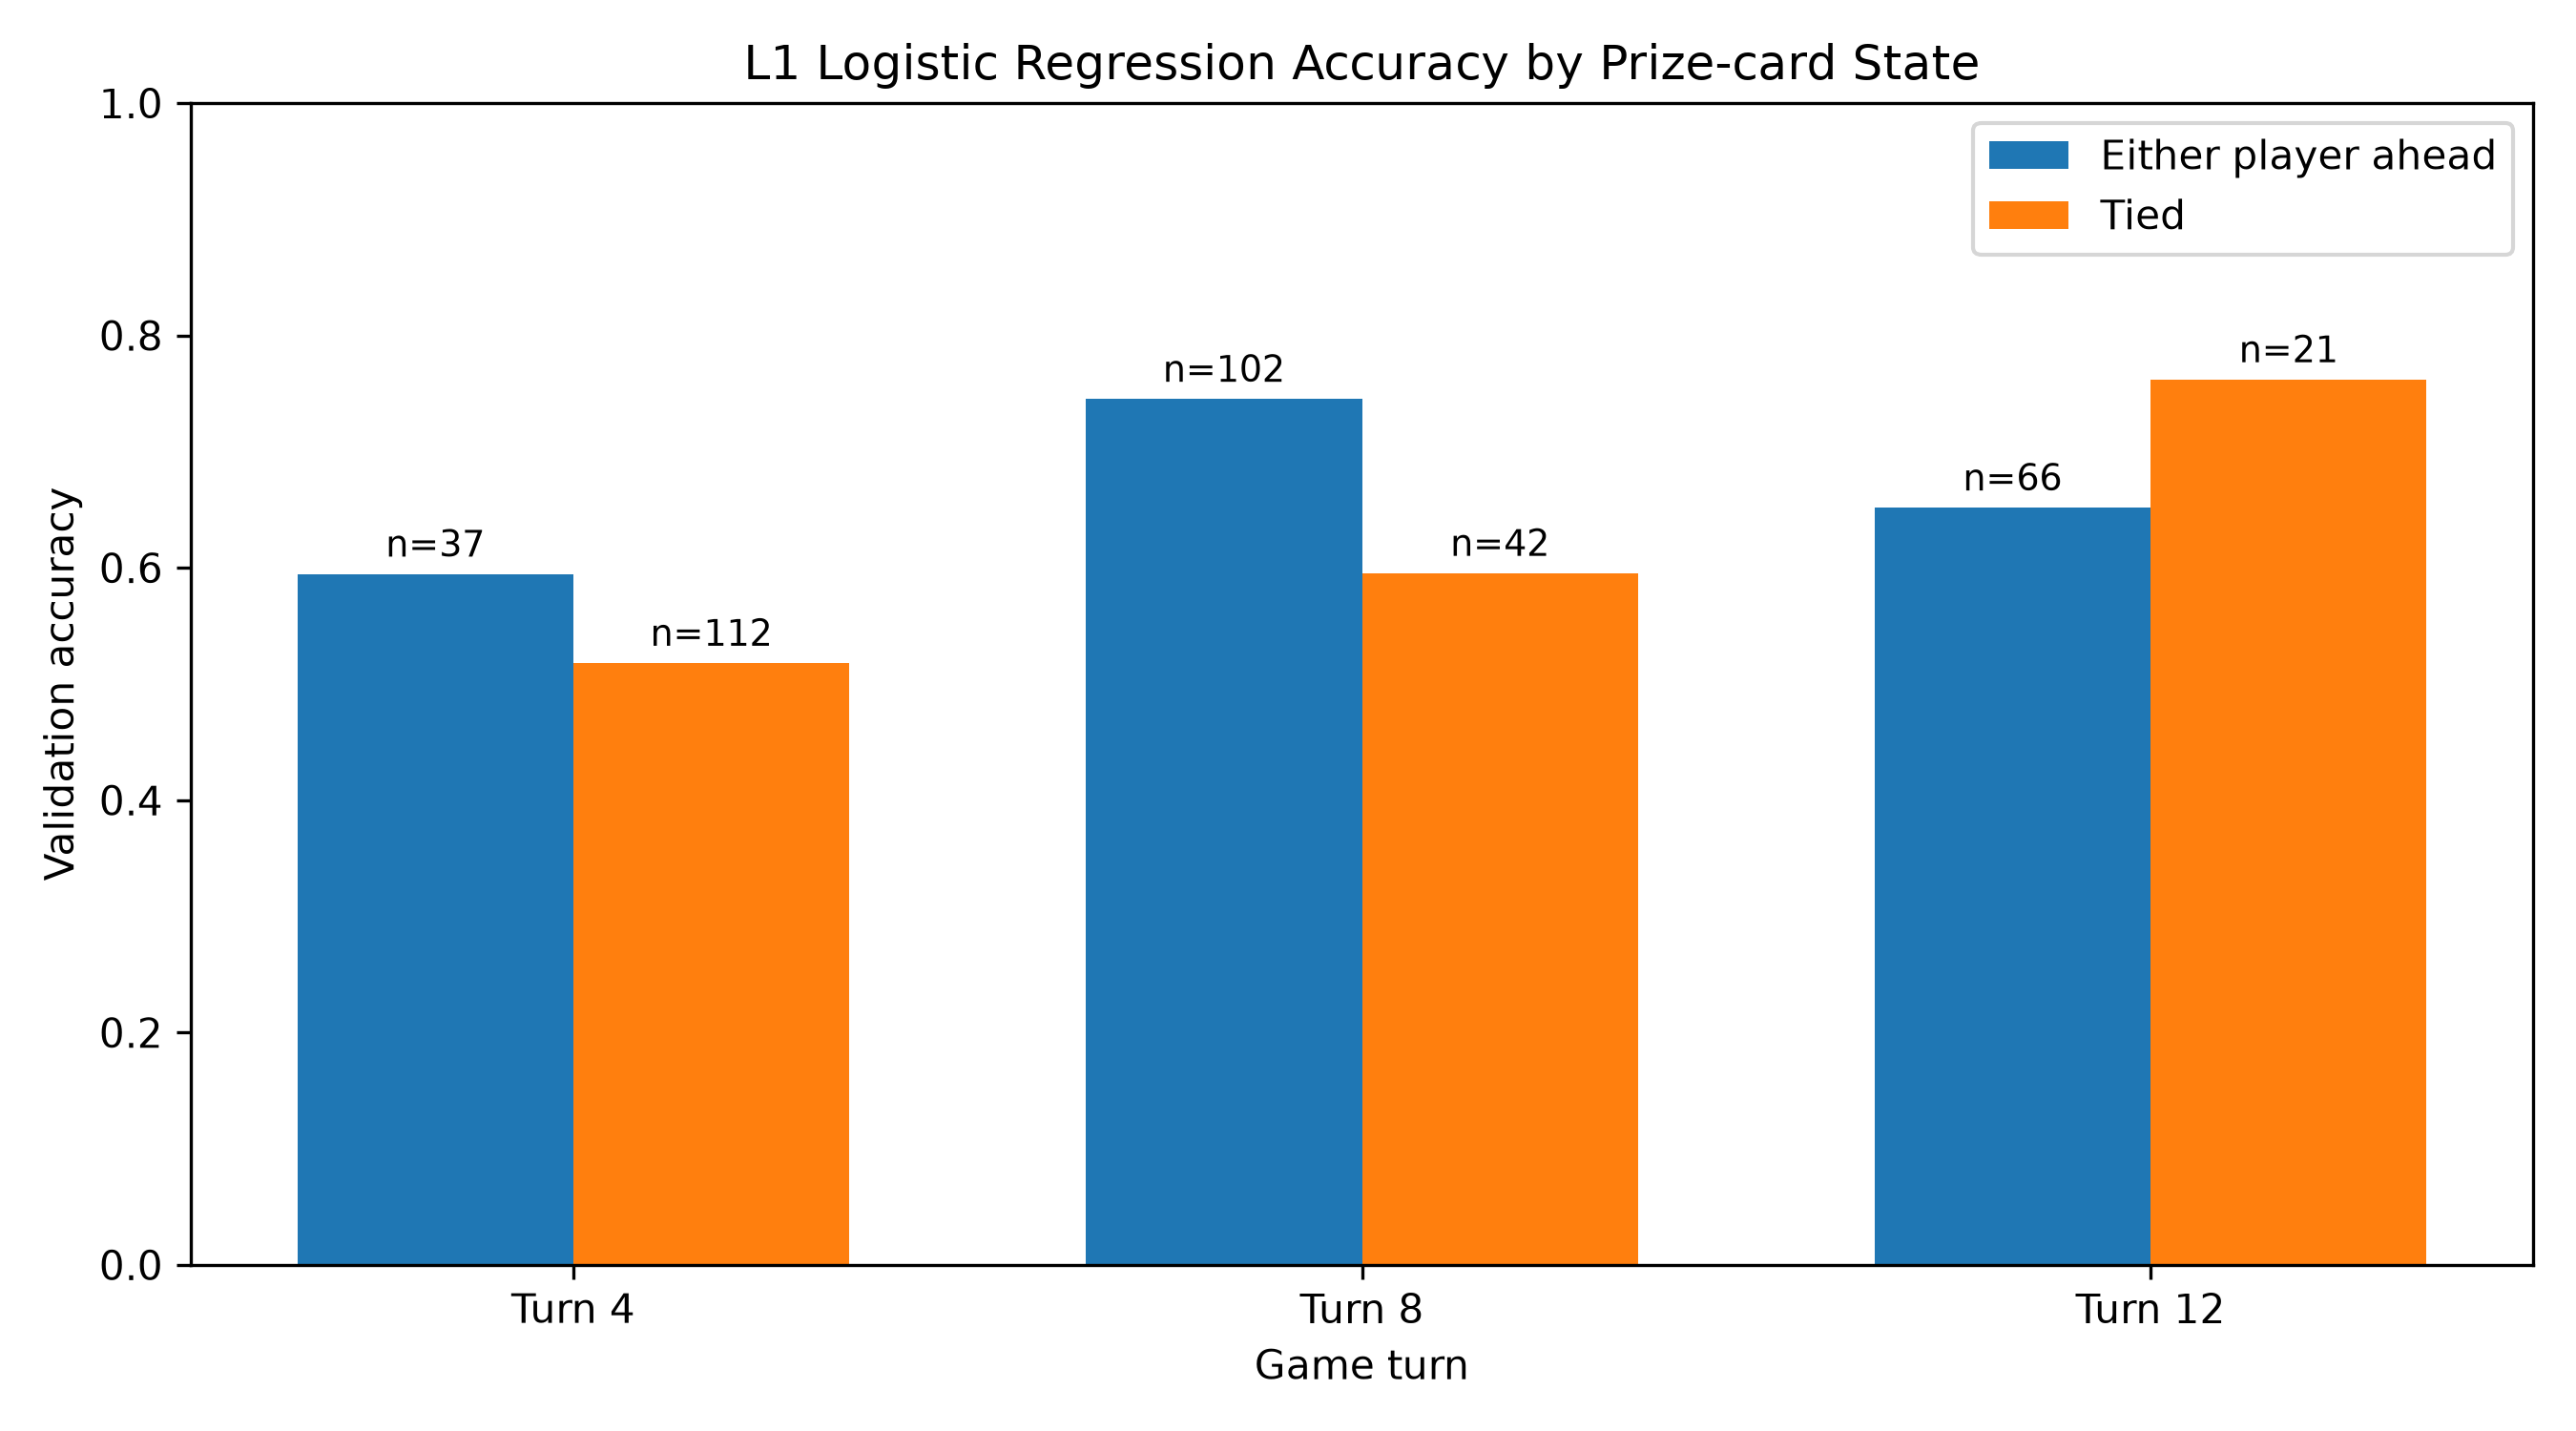 L1 Logistic Regression Accuracy by Prize-card State
Either player ahead
Tied
Validation accuracy
1.0
0.8
0.6
0.4
0.2
0.0
n=37
n=112
n=102
n=42
n=66
n=21
Turn 4
Turn 8
Turn 12
Game turn